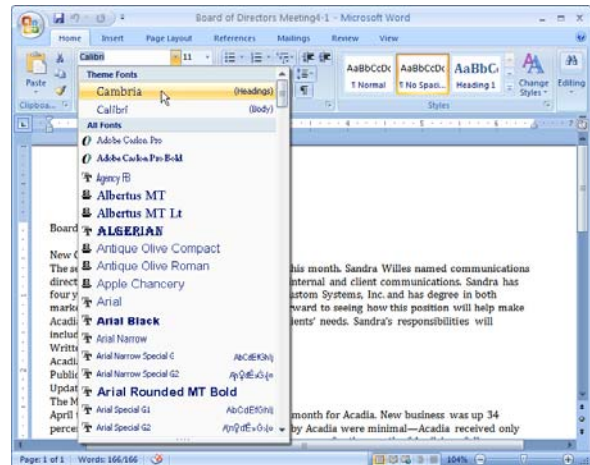 Board of Directors Meeting4-1 - Microsoft Word
Home Insert Page Layout References Mailings Review View
Calibri 11
Paste
Clipboa...
AaBbCcDc AaBbCcDc AaBbC
¶ Normal ¶ No Spaci... Heading 1
Change Styles
Editing
Styles
Theme Fonts
Cambria (Headings)
Calibri (Body)
All Fonts
Adobe Caslon Pro
Adobe Caslon Pro Bold
Agency FB
Albertus MT
Albertus MT Lt
ALGERIAN
Antique Olive Compact
Antique Olive Roman
Apple Chancery
Arial
Arial Black
Arial Narrow
Arial Narrow Special G1
Arial Narrow Special G2
Arial Rounded MT Bold
Arial Special G1
Arial Special G2
Board
New
The se his month. Sandra Willes named communications
direct nternal and client communications. Sandra has
four y ustom Systems, Inc. and has degree in both
marke ward to seeing how this position will help make
Acadi ients' needs. Sandra's responsibilities will
includ
Writte
Acadi
Public
Updat
The M
April month for Acadia. New business was up 34
perce by Acadia were minimal—Acadia received only
Page: 1 of 1 Words: 166/166 104%